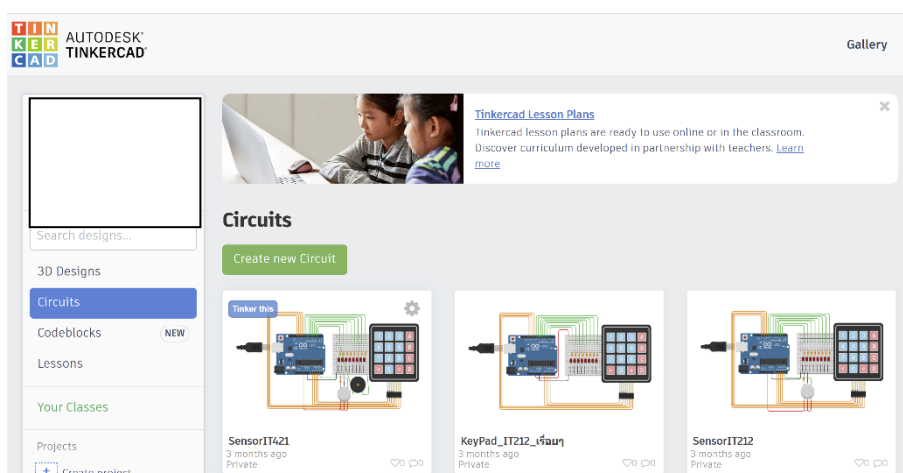 TIN
KER
CAD
AUTODESK®
TINKERCAD®
Gallery
Search designs...
3D Designs
Circuits
Codeblocks NEW
Lessons
Your Classes
Projects
+ Create project
Tinkercad Lesson Plans
Tinkercad lesson plans are ready to use online or in the classroom.
Discover curriculum developed in partnership with teachers. Learn
more
Circuits
Create new Circuit
Tinker this
SensorIT421
3 months ago
Private
0 0
KeyPad_IT212_เรื่อยๆ
3 months ago
Private
0 0
SensorIT212
3 months ago
Private
0 0